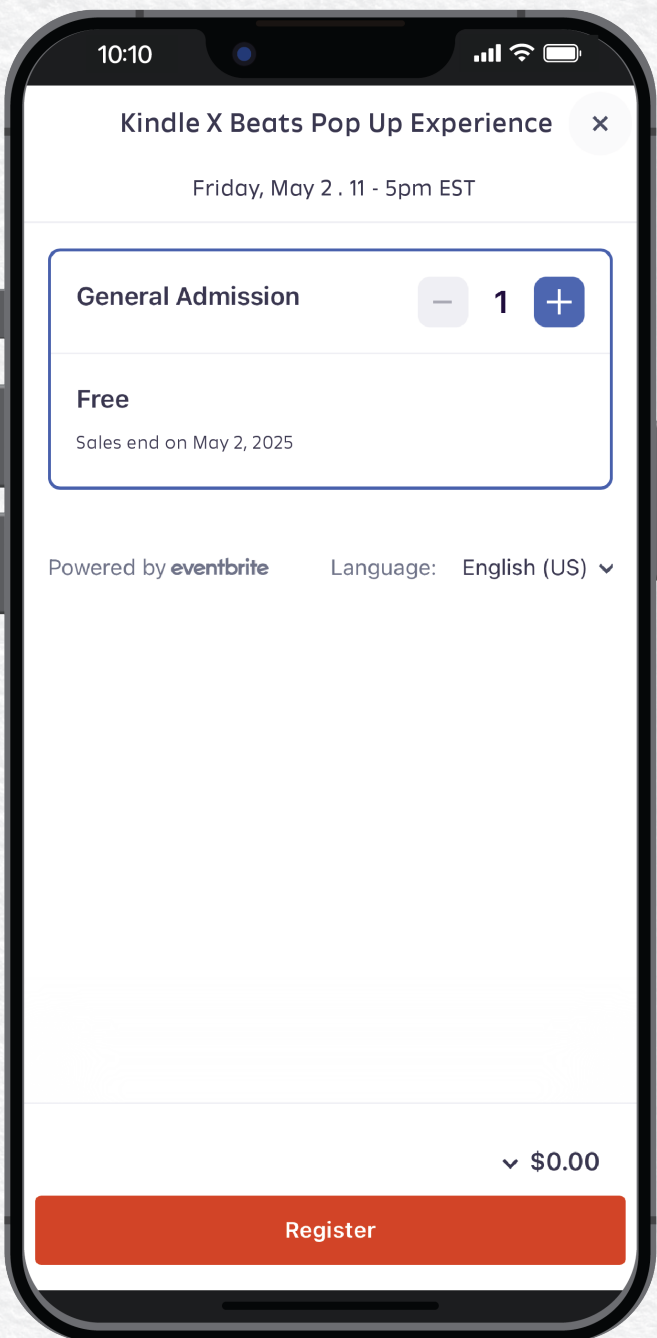 10:10
Kindle X Beats Pop Up Experience ×
Friday, May 2 . 11 - 5pm EST
General Admission − 1 +
Free
Sales end on May 2, 2025
Powered by eventbrite Language: English (US)
$0.00
Register